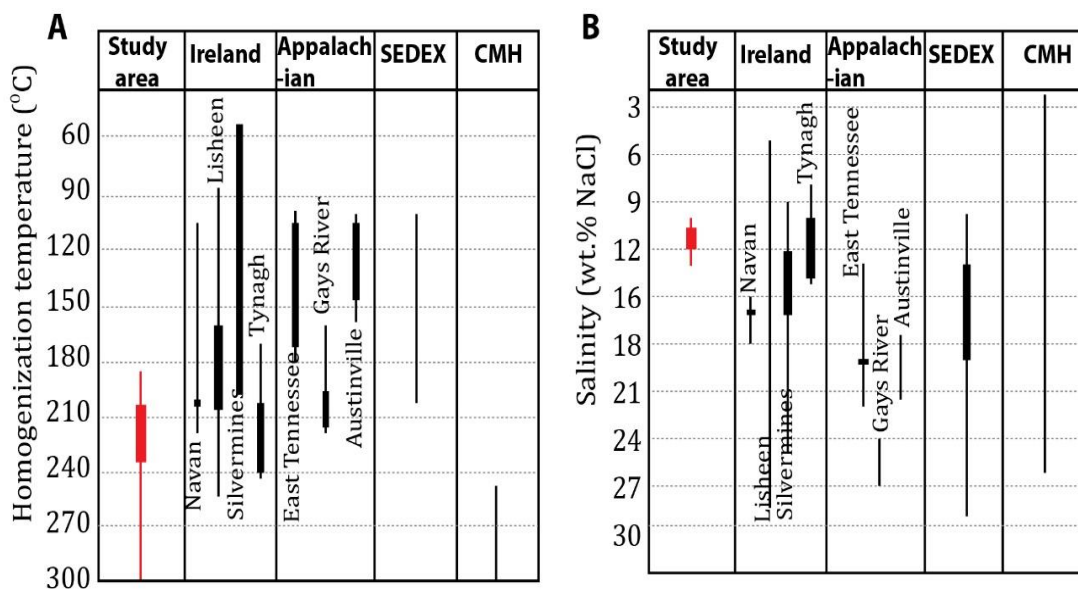 A
Study area
Ireland
Appalach
-ian
SEDEX
CMH
Homogenization temperature (°C)
60
90
120
150
180
210
240
270
300
Navan
Lisheen
Silvermines
Tynagh
East Tennessee
Gays River
Austinville
B
Study area
Ireland
Appalach
-ian
SEDEX
CMH
Salinity (wt.% NaCl)
3
6
9
12
16
18
21
24
27
30
Navan
Lisheen
Silvermines
Tynagh
East Tennessee
Gays River
Austinville